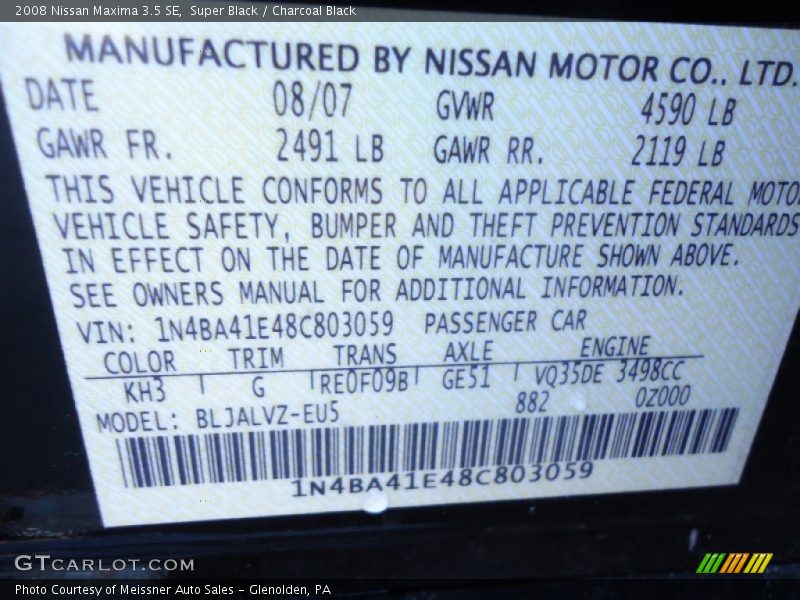 2008 Nissan Maxima 3.5 SE, Super Black / Charcoal Black
MANUFACTURED BY NISSAN MOTOR CO., LTD.
DATE 08/07 GVWR 4590 LB
GAWR FR. 2491 LB GAWR RR. 2119 LB
THIS VEHICLE CONFORMS TO ALL APPLICABLE FEDERAL MOTO
VEHICLE SAFETY, BUMPER AND THEFT PREVENTION STANDARDS
IN EFFECT ON THE DATE OF MANUFACTURE SHOWN ABOVE.
SEE OWNERS MANUAL FOR ADDITIONAL INFORMATION.
VIN: 1N4BA41E48C803059 PASSENGER CAR
COLOR TRIM TRANS AXLE ENGINE
KH3 G RE0F09B GE51 VQ35DE 3498CC
MODEL: BLJALVZ-EU5 882 0Z000
1N4BA41E48C803059
GTCARLOT.COM
Photo Courtesy of Meissner Auto Sales - Glenolden, PA